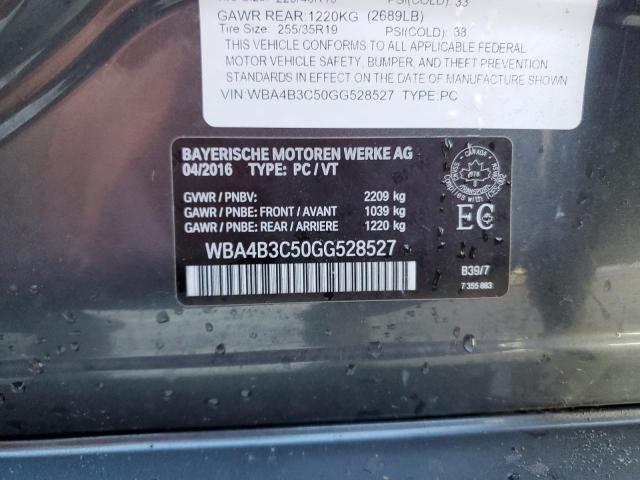 PSI(COLD): 33
GAWR REAR: 1220KG (2689LB)
Tire Size: 255/35R19 PSI(COLD): 38
THIS VEHICLE CONFORMS TO ALL APPLICABLE FEDERAL
MOTOR VEHICLE SAFETY, BUMPER, AND THEFT PREVENTION
STANDARDS IN EFFECT ON THE DATE OF MANUFACTURE SHOWN
VIN: WBA4B3C50GG528527 TYPE: PC
BAYERISCHE MOTOREN WERKE AG
04/2016 TYPE: PC / VT
GVWR / PNBV: 2209 kg
GAWR / PNBE: FRONT / AVANT 1039 kg
GAWR / PNBE: REAR / ARRIERE 1220 kg
CANADA
EC
WBA4B3C50GG528527
B39/7
7 355 883